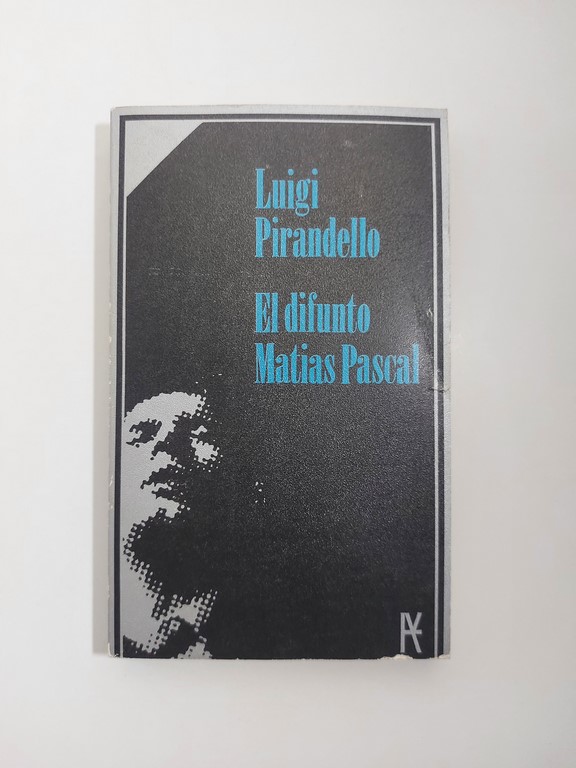 Luigi
Pirandello
El difunto
Matias Pascal